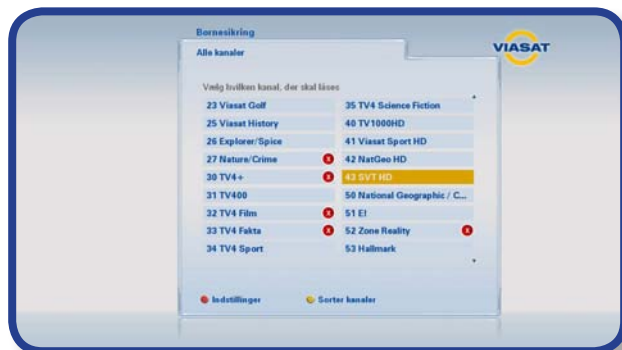 Bornesikring
VIASAT
Alle kanaler
Vælg hvilken kanal, der skal låses
23 Viasat Golf
25 Viasat History
26 Explorer/Spice
27 Nature/Crime x
30 TV4+ x
31 TV400
32 TV4 Film x
33 TV4 Fakta x
34 TV4 Sport
35 TV4 Science Fiction
40 TV1000HD
41 Viasat Sport HD
42 NatGeo HD
43 SVT HD
50 National Geographic / C...
51 E!
52 Zone Reality x
53 Hallmark
Indstillinger
Sorter kanaler